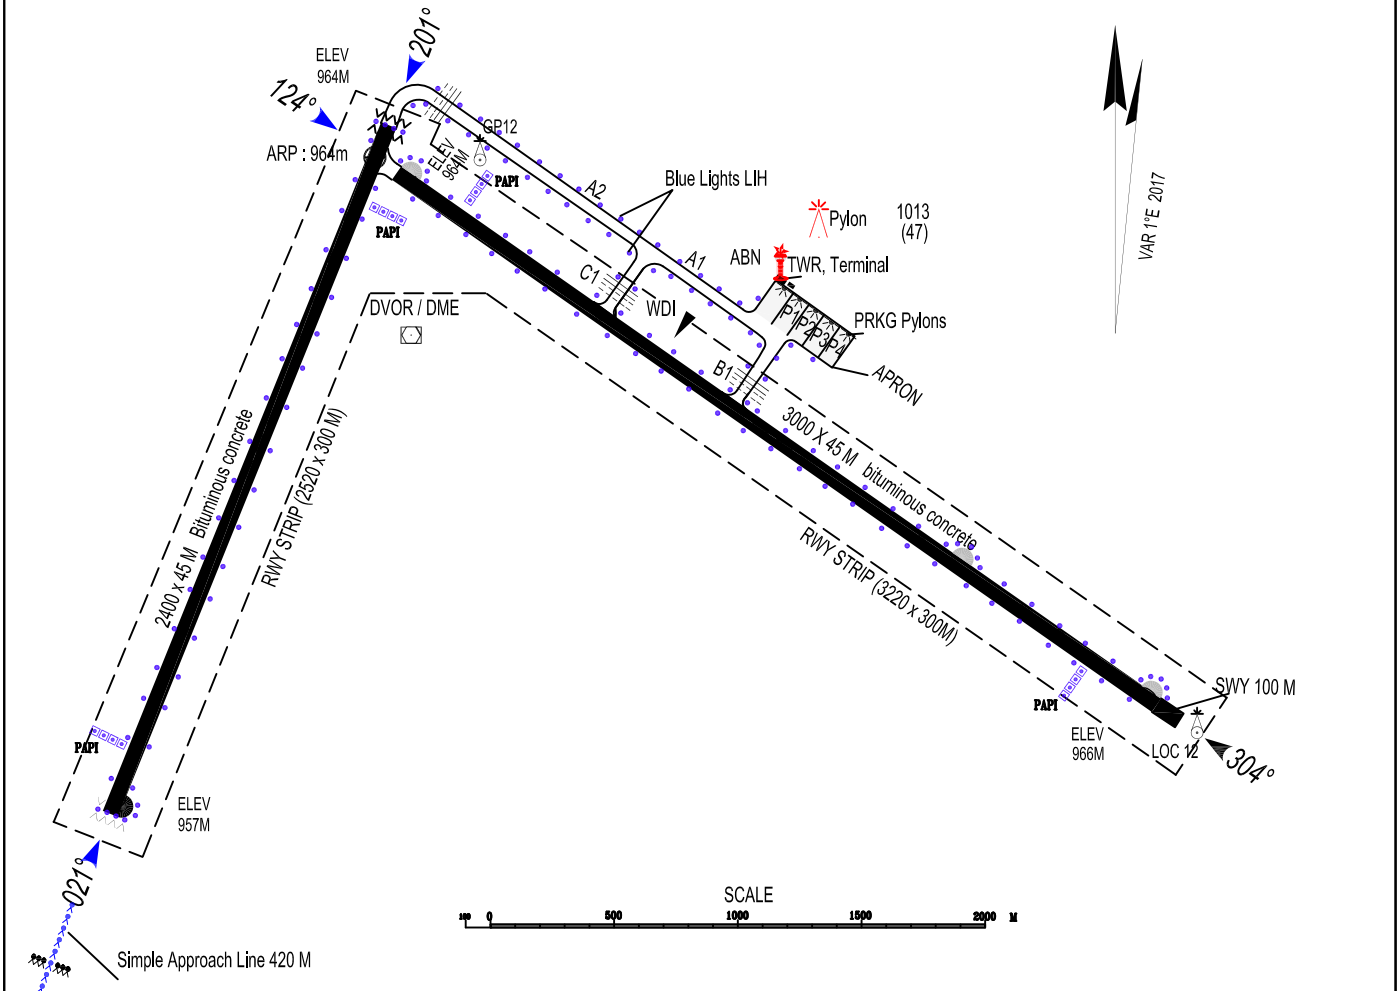 201°
ELEV
964M
124°
GP12
ARP : 964m
ELEV
964M
PAPI
PAPI
A2
Blue Lights LIH
Pylon
1013
(47)
VAR 1°E 2017
A1
ABN
TWR, Terminal
C1
WDI
DVOR / DME
P1
P2
P3
P4
PRKG Pylons
B1
APRON
3000 X 45 M bituminous concrete
2400 x 45 M Bituminous concrete
RWY STRIP (2520 x 300 M)
RWY STRIP (3220 x 300M)
SWY 100 M
PAPI
ELEV
966M
LOC 12
304°
PAPI
ELEV
957M
021°
SCALE
100 0 500 1000 1500 2000 M
Simple Approach Line 420 M